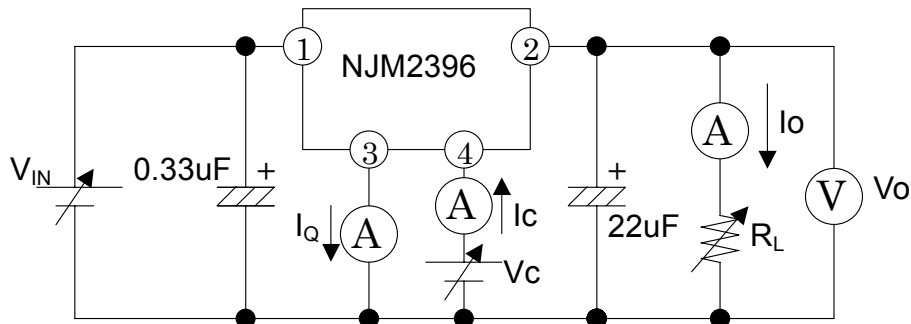 1
2
NJM2396
3
4
V_IN
0.33uF
+
I_Q
A
A
Ic
Vc
+
22uF
A
Io
R_L
V
Vo